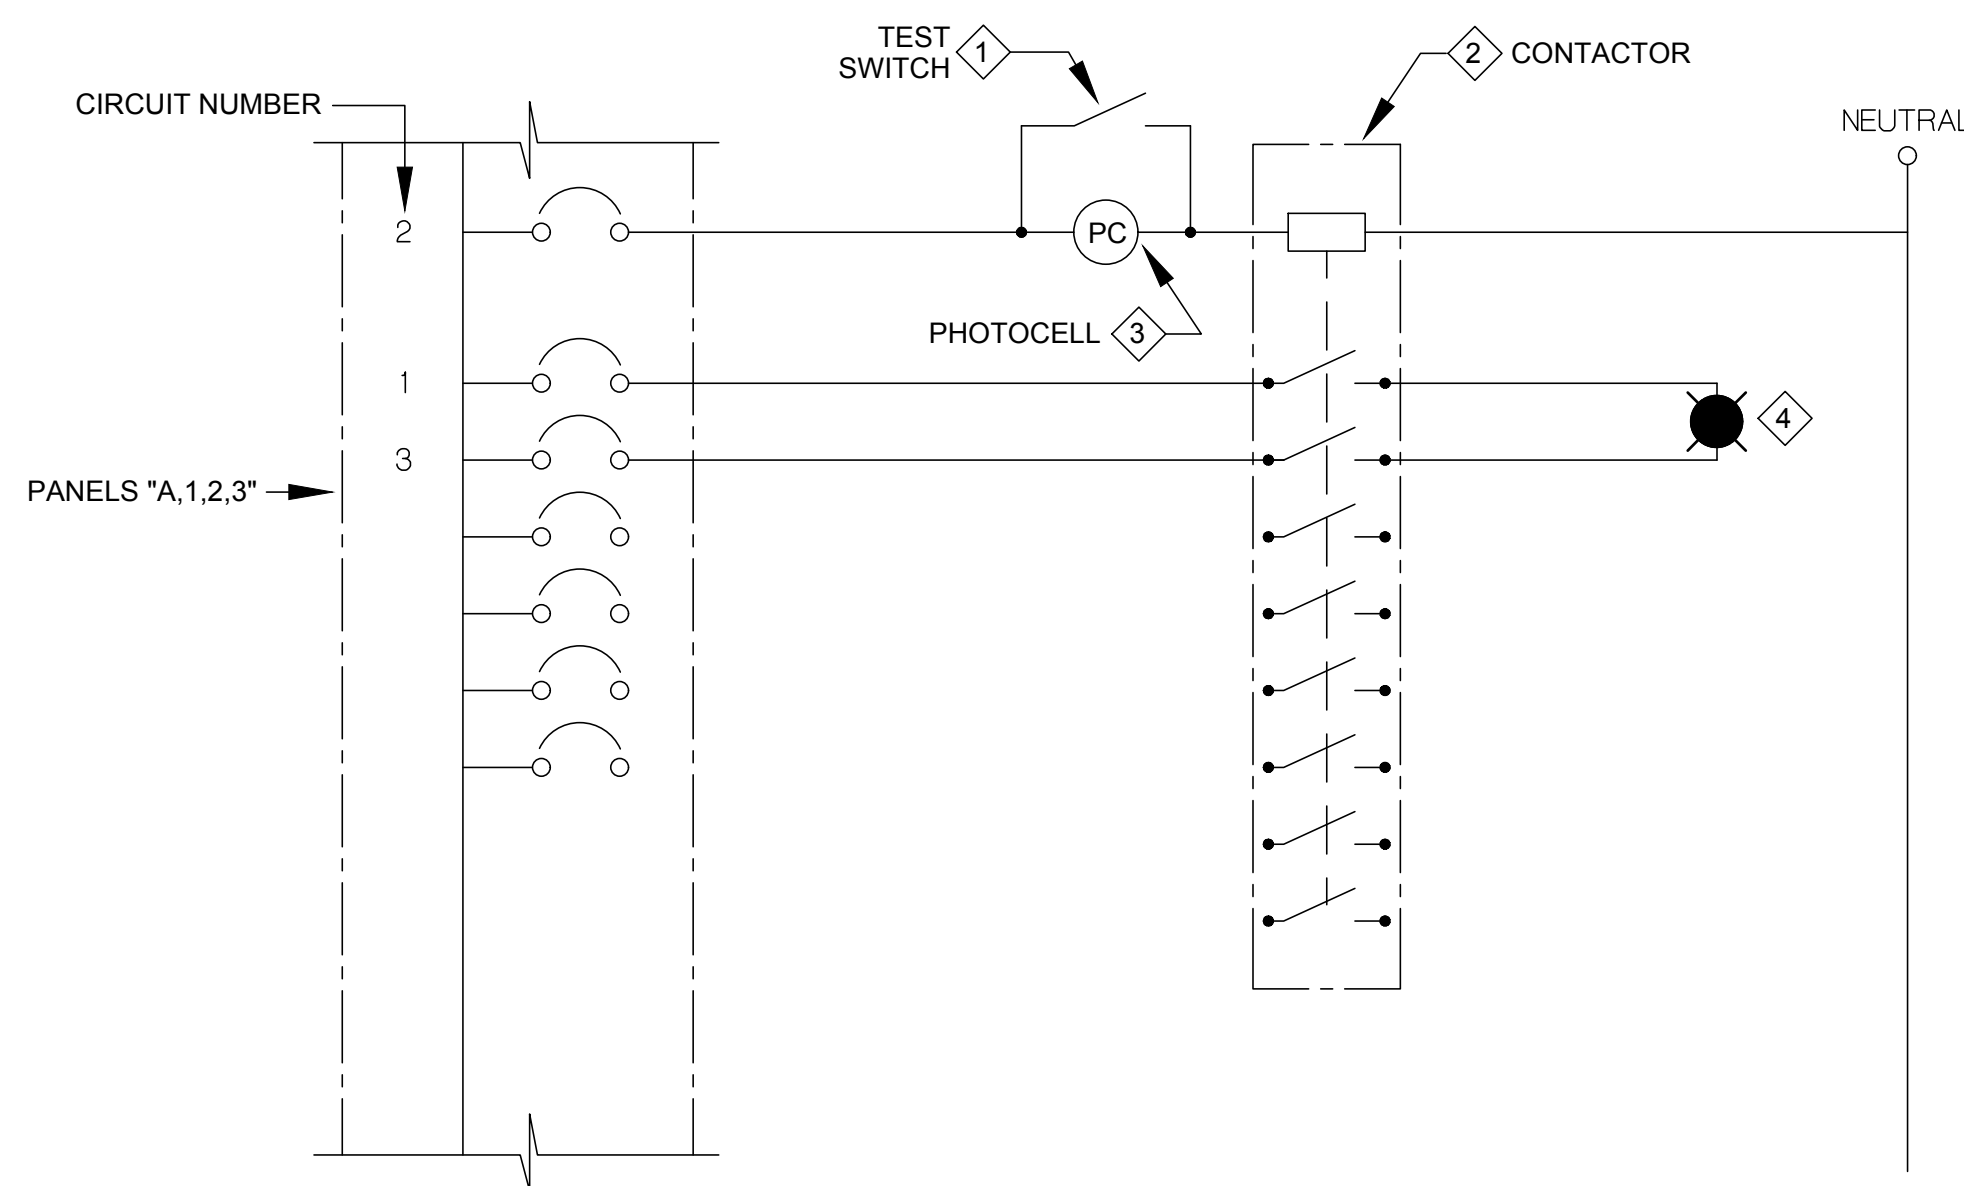 TEST
SWITCH
1
2
CONTACTOR
CIRCUIT NUMBER
NEUTRAL
2
PC
PHOTOCELL
3
1
4
3
PANELS "A,1,2,3"